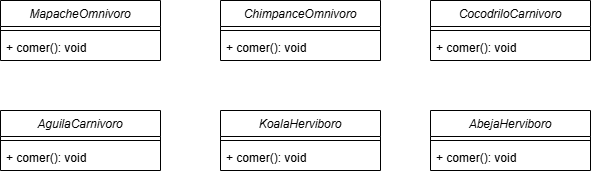 MapacheOmnivoro
+ comer(): void
ChimpanceOmnivoro
+ comer(): void
CocodriloCarnivoro
+ comer(): void
AguilaCarnivoro
+ comer(): void
KoalaHerviboro
+ comer(): void
AbejaHerviboro
+ comer(): void